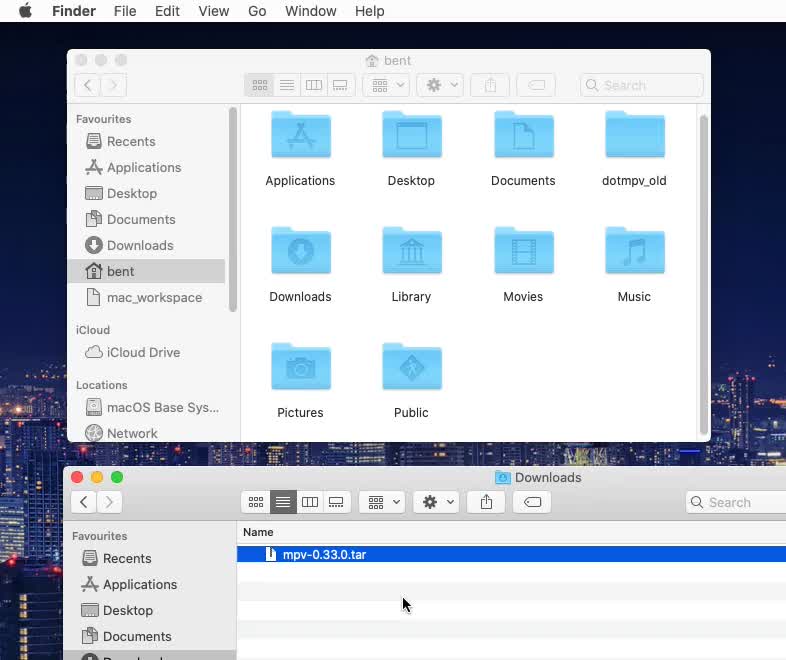 Finder File Edit View Go Window Help
bent
Search
Favourites
Recents
Applications
Desktop
Documents
Downloads
bent
mac_workspace
iCloud
iCloud Drive
Locations
macOS Base Sys...
Network
Applications Desktop Documents dotmpv_old
Downloads Library Movies Music
Pictures Public
Downloads
Search
Favourites
Recents
Applications
Desktop
Documents
Name
mpv-0.33.0.tar